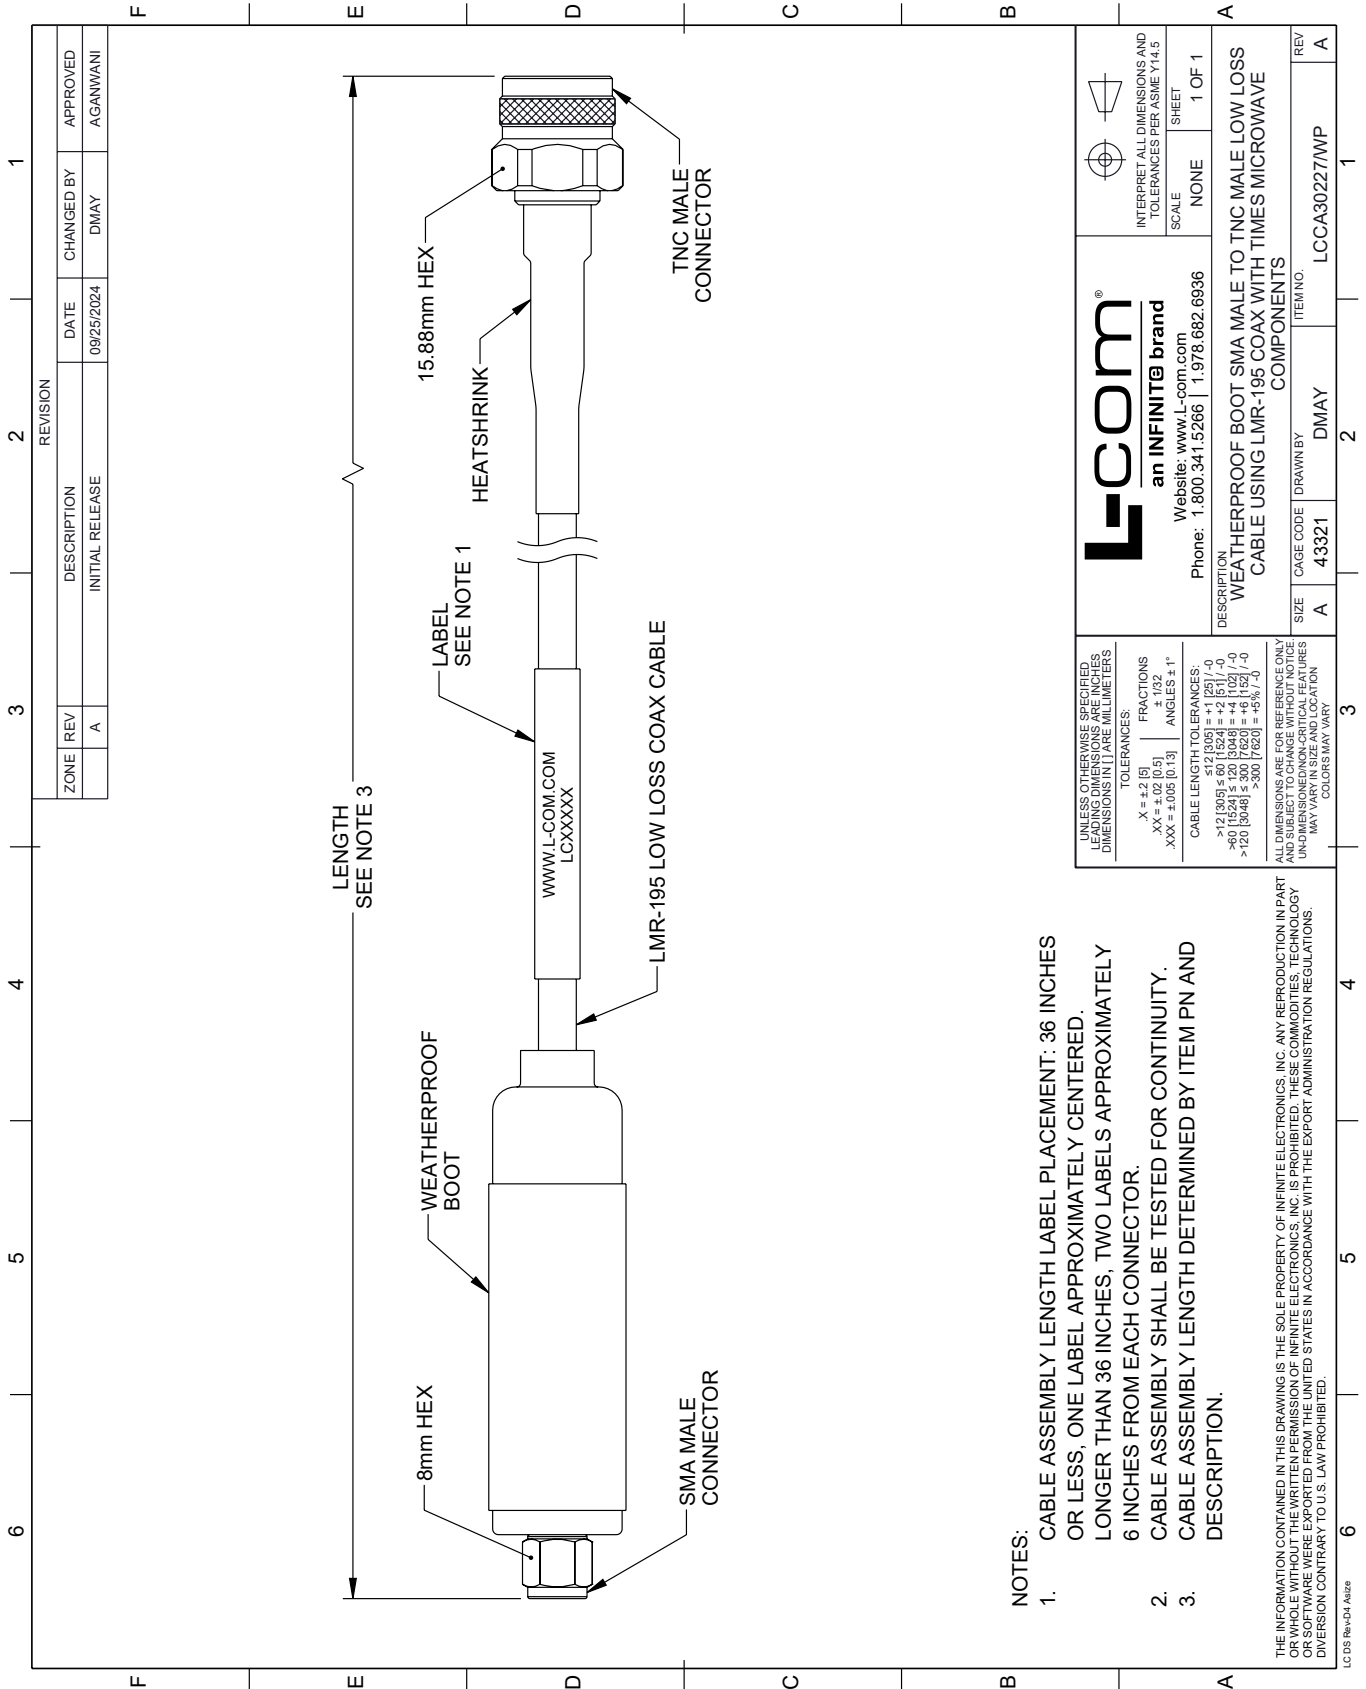 6 5 4 3 2 1
F
E
D
C
B
A
REVISION
ZONE REV DESCRIPTION DATE CHANGED BY APPROVED
A INITIAL RELEASE 09/25/2024 DMAY AGANWANI
LENGTH
SEE NOTE 3
8mm HEX
WEATHERPROOF
BOOT
LABEL
SEE NOTE 1
HEATSHRINK
15.88mm HEX
WWW.L-COM.COM
LCXXXXX
SMA MALE
CONNECTOR
LMR-195 LOW LOSS COAX CABLE
TNC MALE
CONNECTOR
NOTES:
1. CABLE ASSEMBLY LENGTH LABEL PLACEMENT: 36 INCHES
OR LESS, ONE LABEL APPROXIMATELY CENTERED.
LONGER THAN 36 INCHES, TWO LABELS APPROXIMATELY
6 INCHES FROM EACH CONNECTOR.
2. CABLE ASSEMBLY SHALL BE TESTED FOR CONTINUITY.
3. CABLE ASSEMBLY LENGTH DETERMINED BY ITEM PN AND
DESCRIPTION.
THE INFORMATION CONTAINED IN THIS DRAWING IS THE SOLE PROPERTY OF INFINITE ELECTRONICS, INC. ANY REPRODUCTION IN PART
OR WHOLE WITHOUT THE WRITTEN PERMISSION OF INFINITE ELECTRONICS, INC. IS PROHIBITED. THESE COMMODITIES, TECHNOLOGY
OR SOFTWARE WERE EXPORTED FROM THE UNITED STATES IN ACCORDANCE WITH THE EXPORT ADMINISTRATION REGULATIONS.
DIVERSION CONTRARY TO U.S. LAW PROHIBITED.
UNLESS OTHERWISE SPECIFIED
LEADING DIMENSIONS ARE INCHES
DIMENSIONS IN [ ] ARE MILLIMETERS
TOLERANCES:
.X = ±.2 [5] FRACTIONS
.XX = ±.02 [0.5] ± 1/32
.XXX = ±.005 [0.13] ANGLES ± 1°
CABLE LENGTH TOLERANCES:
≤12 [305] = +1 [25] / -0
>12 [305] ≤ 60 [1524] = +2 [51] / -0
>60 [1524] ≤ 120 [3048] = +4 [102] / -0
>120 [3048] ≤ 300 [7620] = +6 [152] / -0
>300 [7620] = +5% / -0
ALL DIMENSIONS ARE FOR REFERENCE ONLY
AND SUBJECT TO CHANGE WITHOUT NOTICE.
UN-DIMENSIONED/NON-CRITICAL FEATURES
MAY VARY IN SIZE AND LOCATION
COLORS MAY VARY
L-com®
an INFINIT@ brand
Website: www.L-com.com
Phone: 1.800.341.5266 | 1.978.682.6936
INTERPRET ALL DIMENSIONS AND
TOLERANCES PER ASME Y14.5
SCALE NONE
SHEET 1 OF 1
DESCRIPTION
WEATHERPROOF BOOT SMA MALE TO TNC MALE LOW LOSS
CABLE USING LMR-195 COAX WITH TIMES MICROWAVE
COMPONENTS
SIZE CAGE CODE DRAWN BY ITEM NO. REV
A 43321 DMAY LCCA30227/WP A
F
E
D
C
B
A
6 5 4 3 2 1
LC DS Rev-D4 Asize